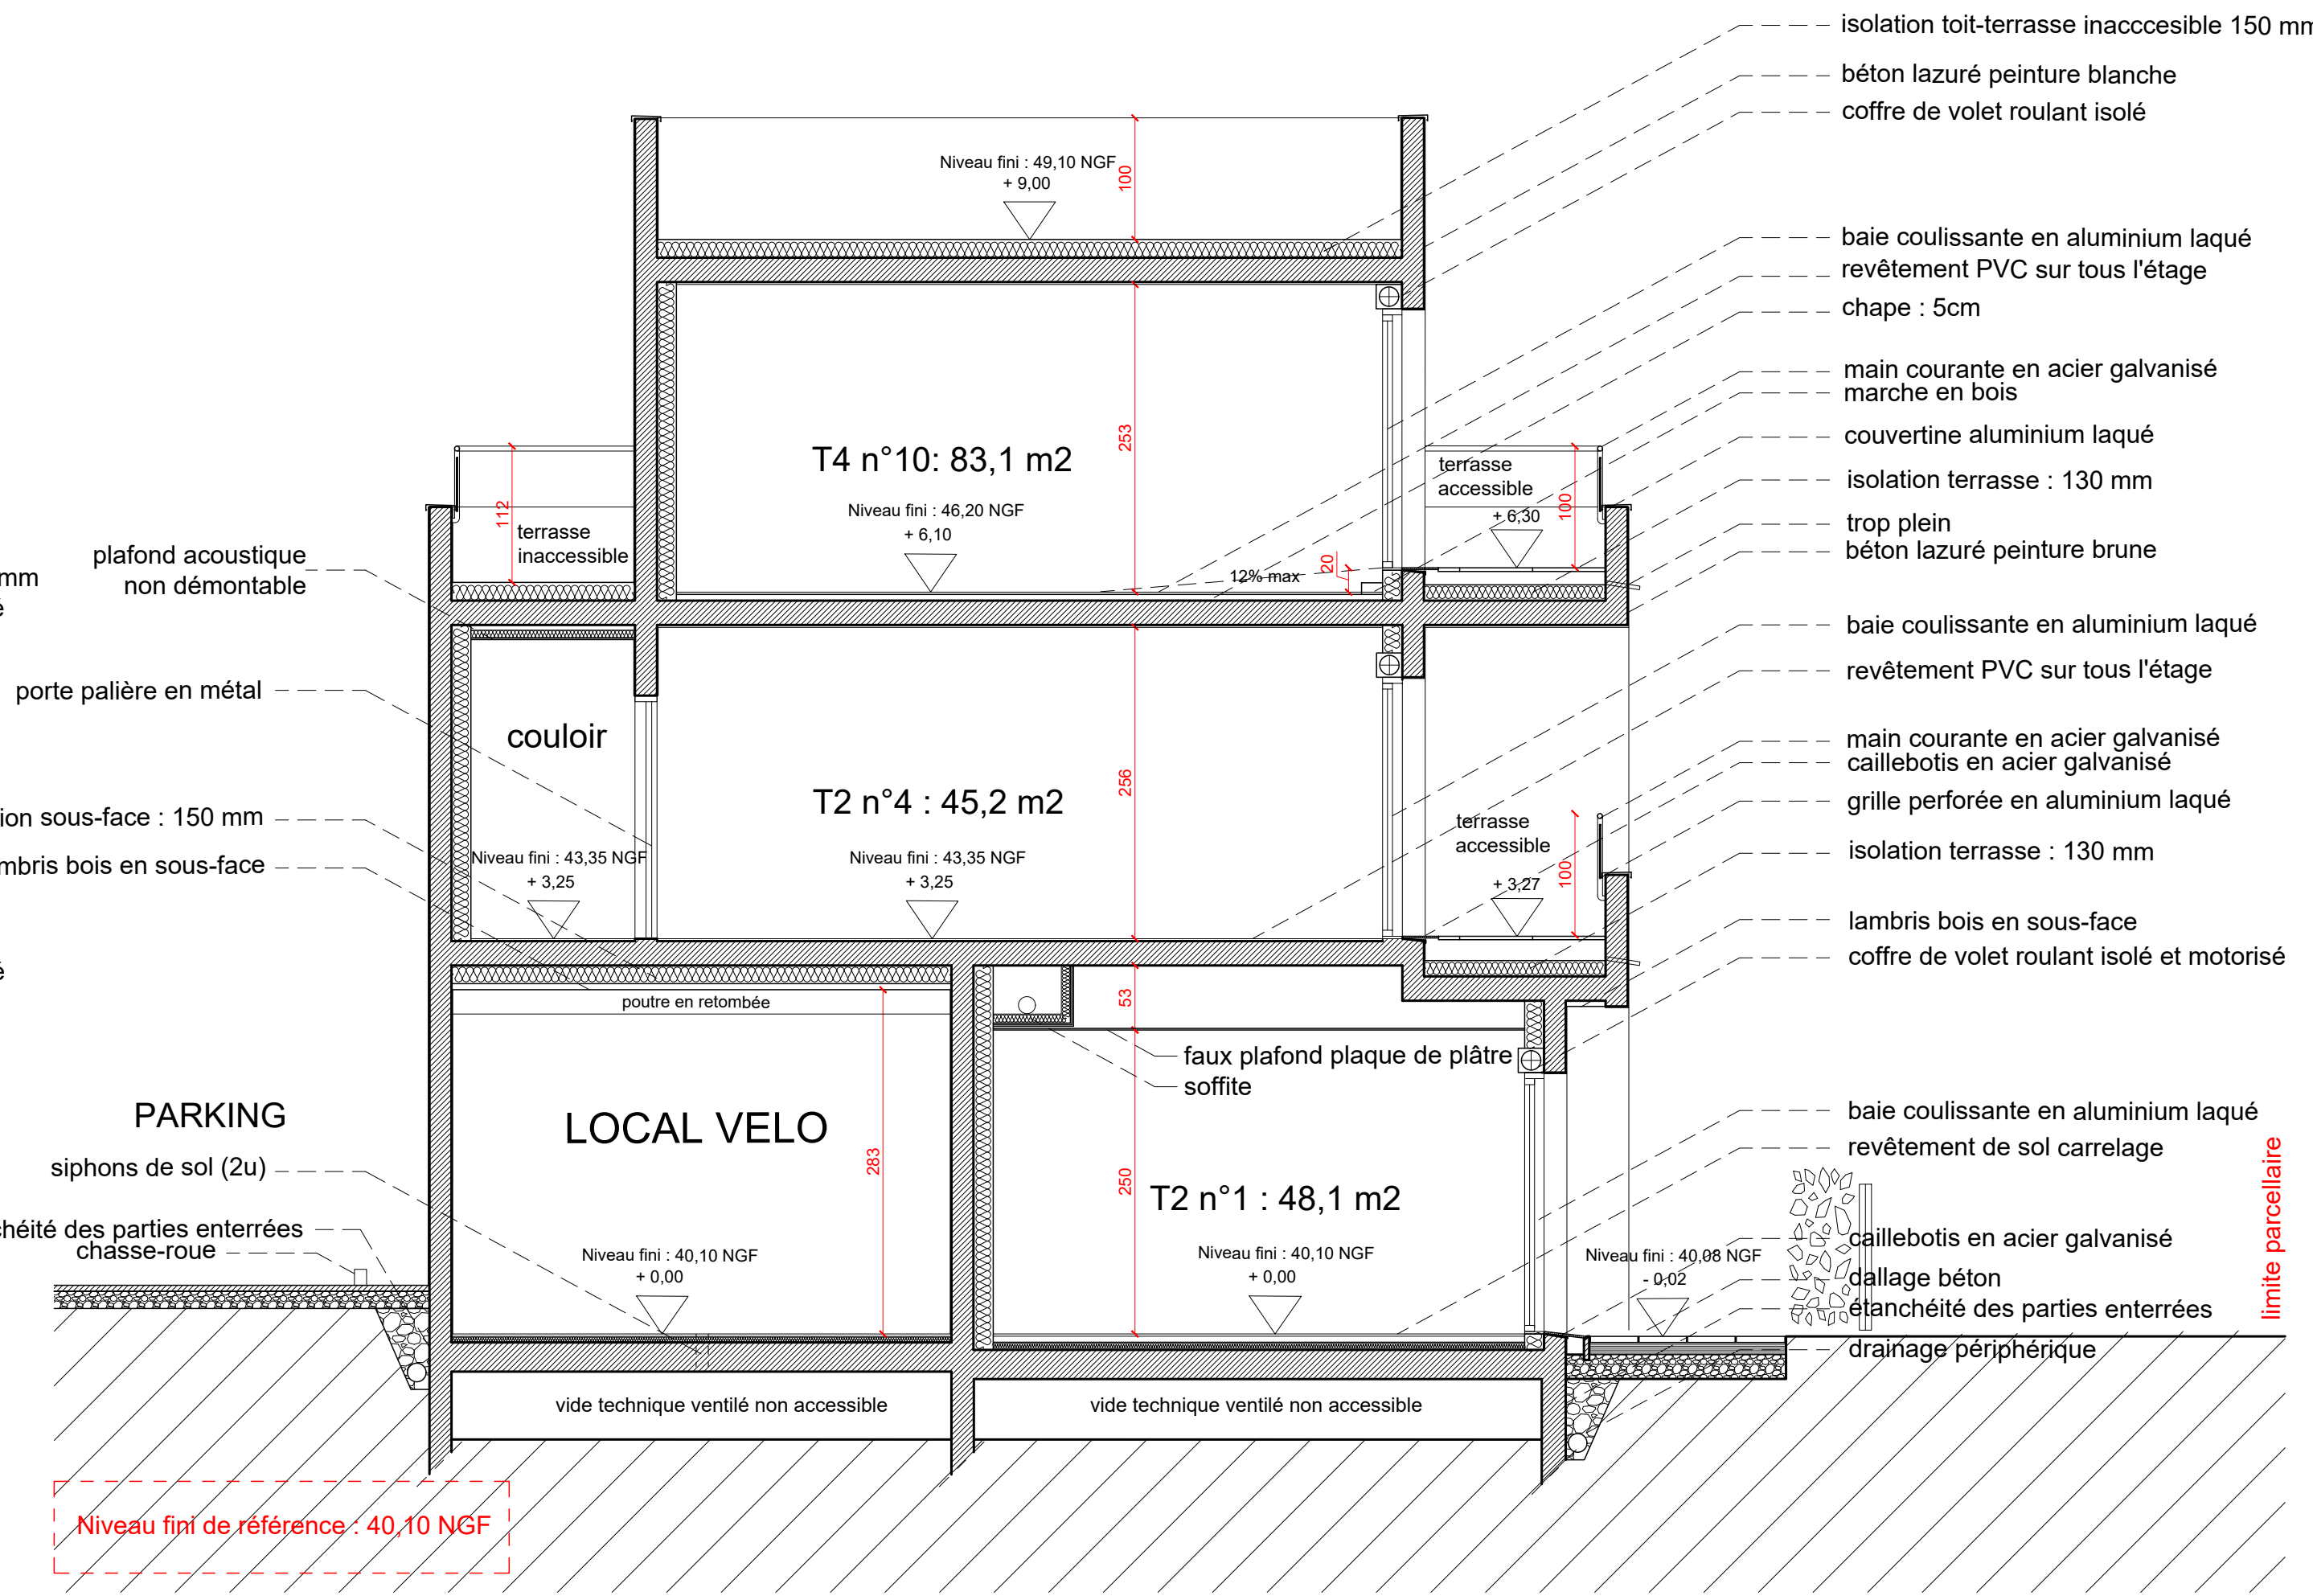 isolation toit-terrasse inacccesible 150 mm
béton lazuré peinture blanche
coffre de volet roulant isolé
Niveau fini : 49,10 NGF
+ 9,00
100
baie coulissante en aluminium laqué
revêtement PVC sur tous l'étage
chape : 5cm
main courante en acier galvanisé
marche en bois
couvertine aluminium laqué
isolation terrasse : 130 mm
trop plein
béton lazuré peinture brune
T4 n°10: 83,1 m2
253
Niveau fini : 46,20 NGF
+ 6,10
terrasse
accessible
+ 6,30
100
20
12% max
112
terrasse
inaccessible
plafond acoustique
non démontable
mm
é
porte palière en métal
couloir
T2 n°4 : 45,2 m2
256
Niveau fini : 43,35 NGF
+ 3,25
Niveau fini : 43,35 NGF
+ 3,25
terrasse
accessible
+ 3,27
100
baie coulissante en aluminium laqué
revêtement PVC sur tous l'étage
main courante en acier galvanisé
caillebotis en acier galvanisé
grille perforée en aluminium laqué
isolation terrasse : 130 mm
lambris bois en sous-face
coffre de volet roulant isolé et motorisé
ion sous-face : 150 mm
mbris bois en sous-face
é
poutre en retombée
53
faux plafond plaque de plâtre
soffite
PARKING
LOCAL VELO
283
250
T2 n°1 : 48,1 m2
siphons de sol (2u)
chéité des parties enterrées
chasse-roue
Niveau fini : 40,10 NGF
+ 0,00
Niveau fini : 40,10 NGF
+ 0,00
Niveau fini : 40,08 NGF
- 0,02
baie coulissante en aluminium laqué
revêtement de sol carrelage
caillebotis en acier galvanisé
dallage béton
étanchéité des parties enterrées
drainage périphérique
limite parcellaire
vide technique ventilé non accessible
vide technique ventilé non accessible
Niveau fini de référence : 40,10 NGF